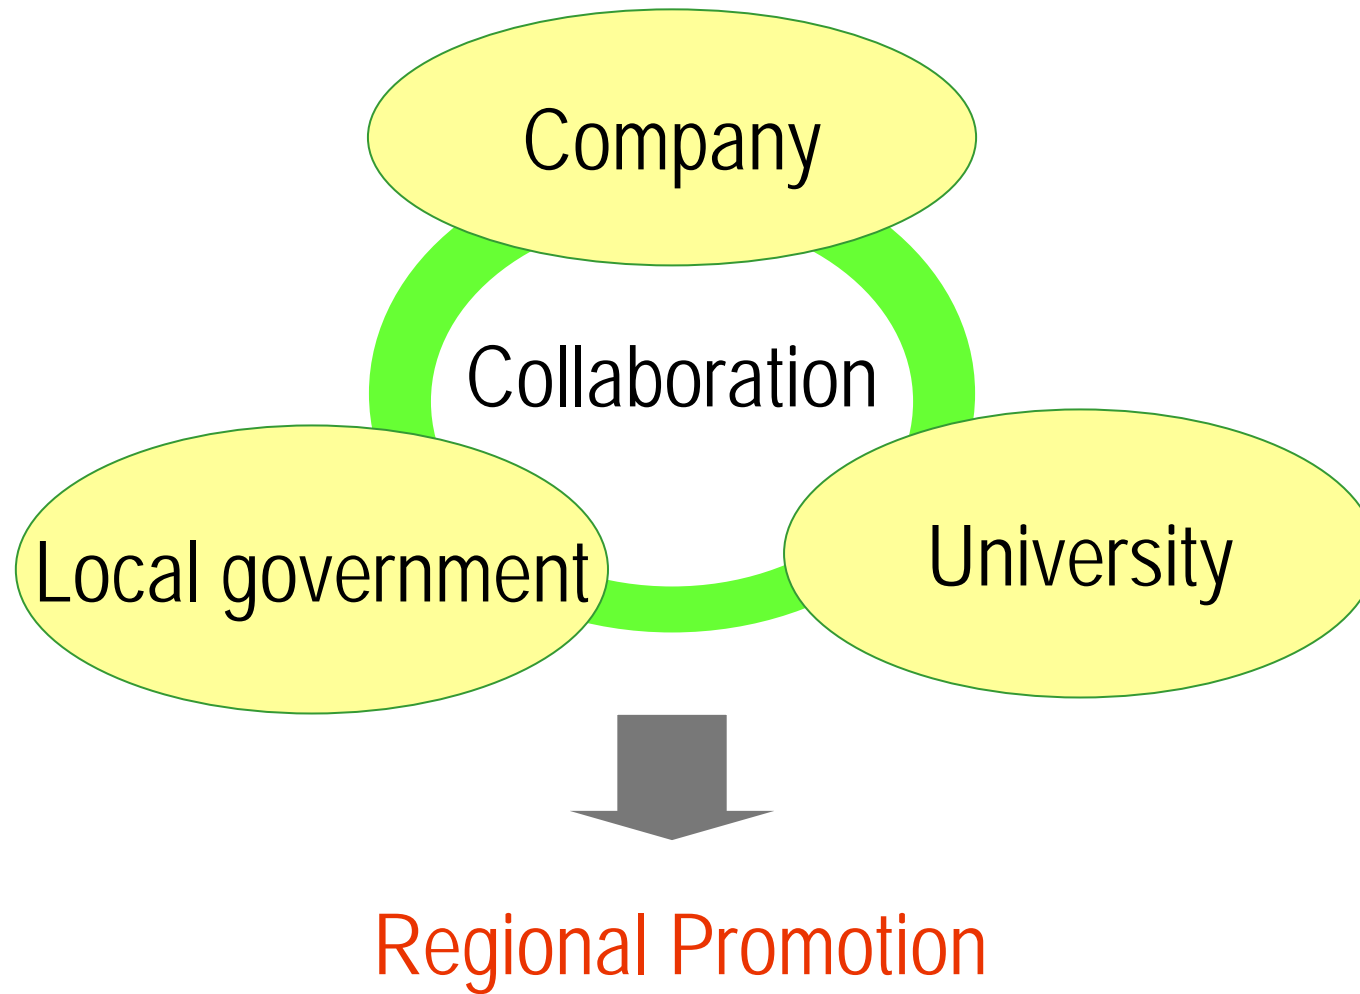 Company
Collaboration
Local government
University
Regional Promotion